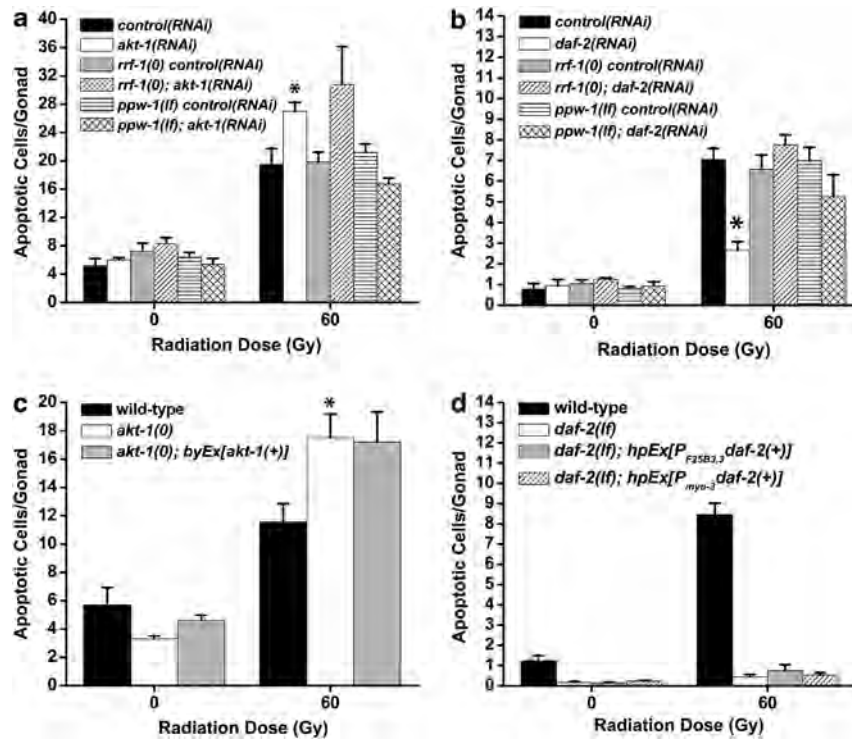 a
control(RNAi)
akt-1(RNAi)
rrf-1(0) control(RNAi)
rrf-1(0); akt-1(RNAi)
ppw-1(lf) control(RNAi)
ppw-1(lf); akt-1(RNAi)
*
Apoptotic Cells/Gonad
40
36
32
28
24
20
16
12
8
4
0
0
60
Radiation Dose (Gy)
b
control(RNAi)
daf-2(RNAi)
rrf-1(0) control(RNAi)
rrf-1(0); daf-2(RNAi)
ppw-1(lf) control(RNAi)
ppw-1(lf); daf-2(RNAi)
*
Apoptotic Cells/Gonad
14
13
12
11
10
9
8
7
6
5
4
3
2
1
0
0
60
Radiation Dose (Gy)
c
wild-type
akt-1(0)
akt-1(0); byEx[akt-1(+)]
*
Apoptotic Cells/Gonad
20
18
16
14
12
10
8
6
4
2
0
0
60
Radiation Dose (Gy)
d
wild-type
daf-2(lf)
daf-2(lf); hpEx[P F25B3.3 daf-2(+)]
daf-2(lf); hpEx[P myo-3 daf-2(+)]
Apoptotic Cells/Gonad
14
13
12
11
10
9
8
7
6
5
4
3
2
1
0
0
60
Radiation Dose (Gy)